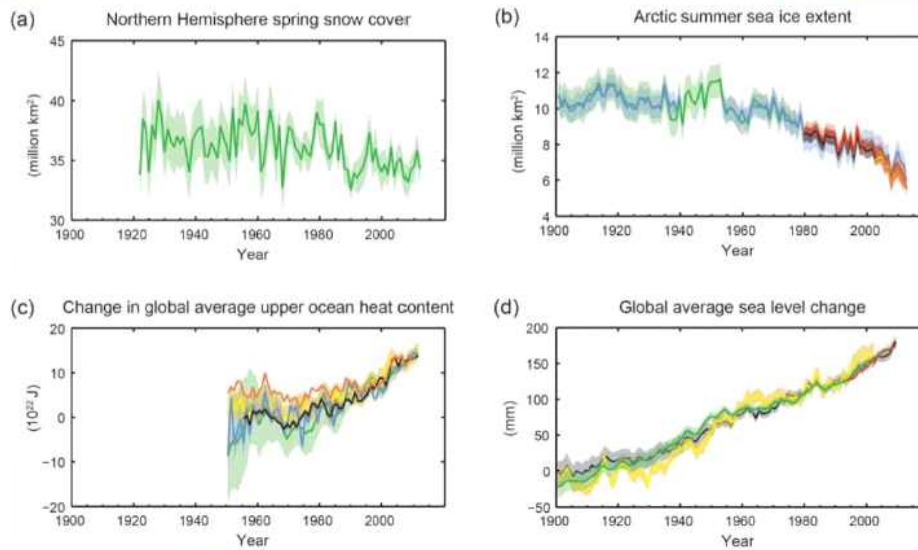 (a) Northern Hemisphere spring snow cover
45
40
35
30
(million km²)
1900 1920 1940 1960 1980 2000
Year
(b) Arctic summer sea ice extent
14
12
10
8
6
4
(million km²)
1900 1920 1940 1960 1980 2000
Year
(c) Change in global average upper ocean heat content
20
10
0
−10
−20
(10²² J)
1900 1920 1940 1960 1980 2000
Year
(d) Global average sea level change
200
150
100
50
0
−50
(mm)
1900 1920 1940 1960 1980 2000
Year